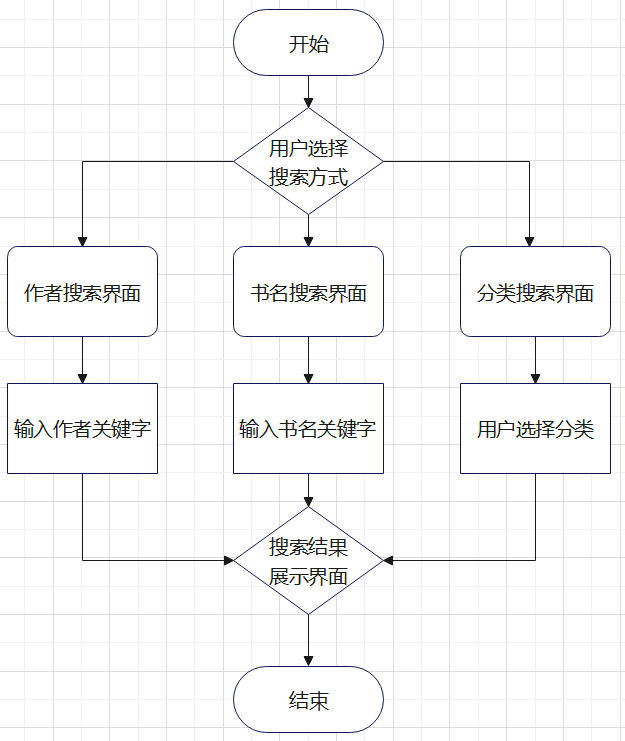 开始
用户选择
搜索方式
作者搜索界面
书名搜索界面
分类搜索界面
输入作者关键字
输入书名关键字
用户选择分类
搜索结果
展示界面
结束